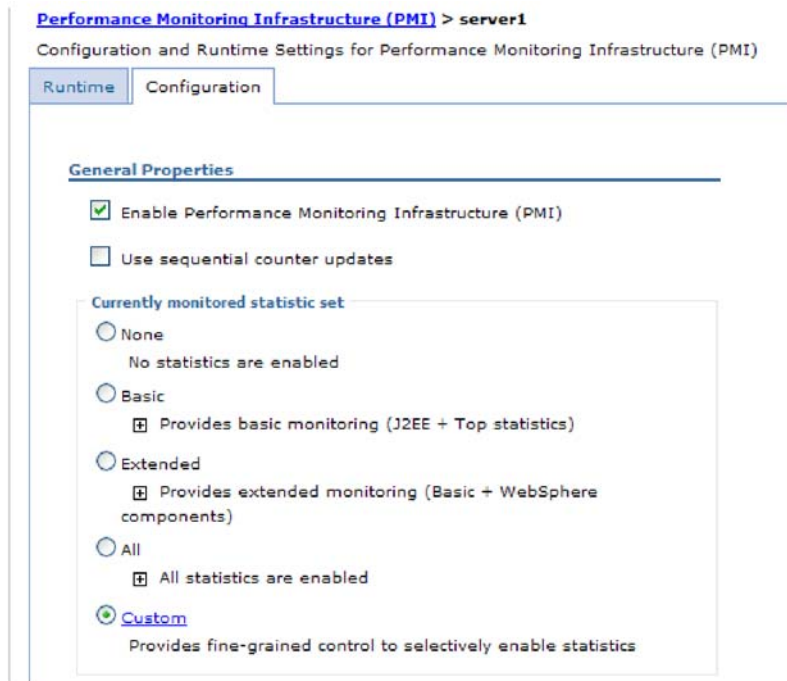 Performance Monitoring Infrastructure (PMI) > server1
Configuration and Runtime Settings for Performance Monitoring Infrastructure (PMI)
Runtime
Configuration
General Properties
Enable Performance Monitoring Infrastructure (PMI)
Use sequential counter updates
Currently monitored statistic set
None
No statistics are enabled
Basic
Provides basic monitoring (J2EE + Top statistics)
Extended
Provides extended monitoring (Basic + WebSphere
components)
All
All statistics are enabled
Custom
Provides fine-grained control to selectively enable statistics